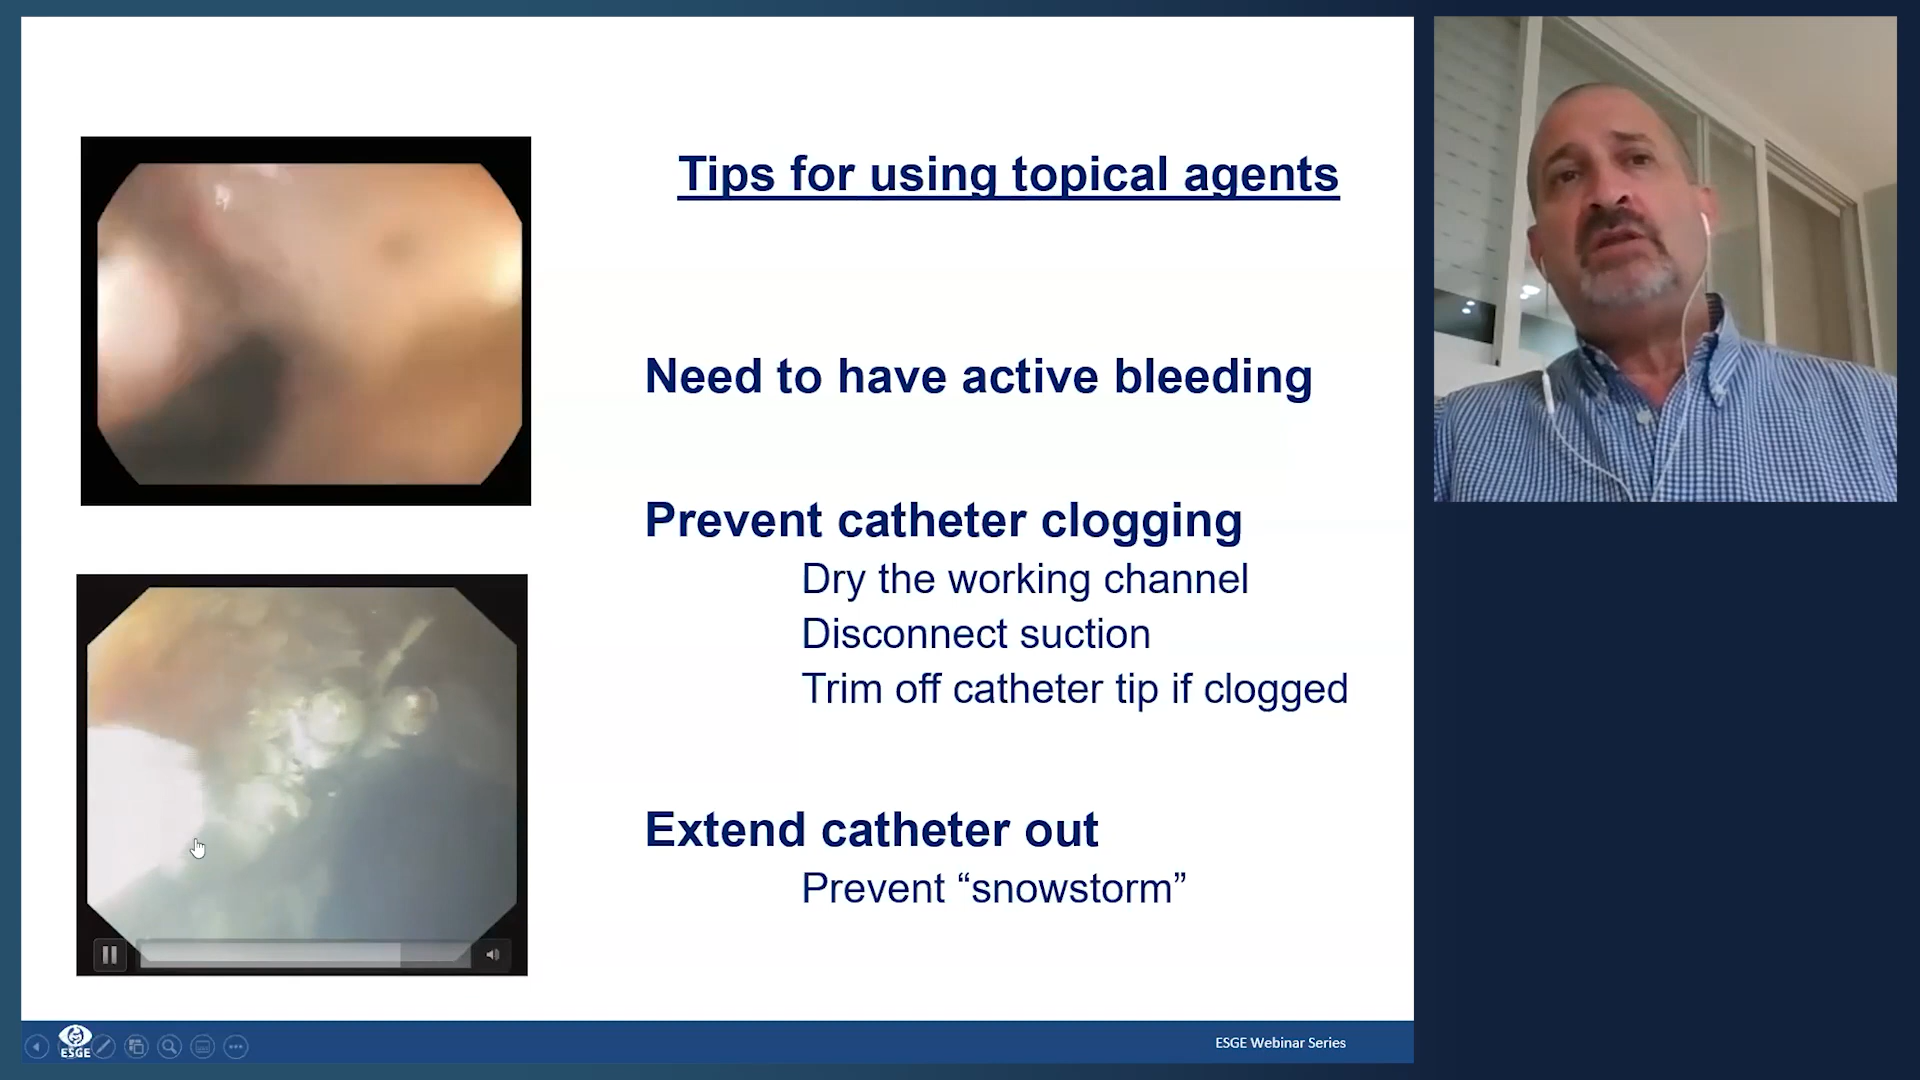 Tips for using topical agents
Need to have active bleeding
Prevent catheter clogging
Dry the working channel
Disconnect suction
Trim off catheter tip if clogged
Extend catheter out
Prevent “snowstorm”
ESGE
ESGE Webinar Series